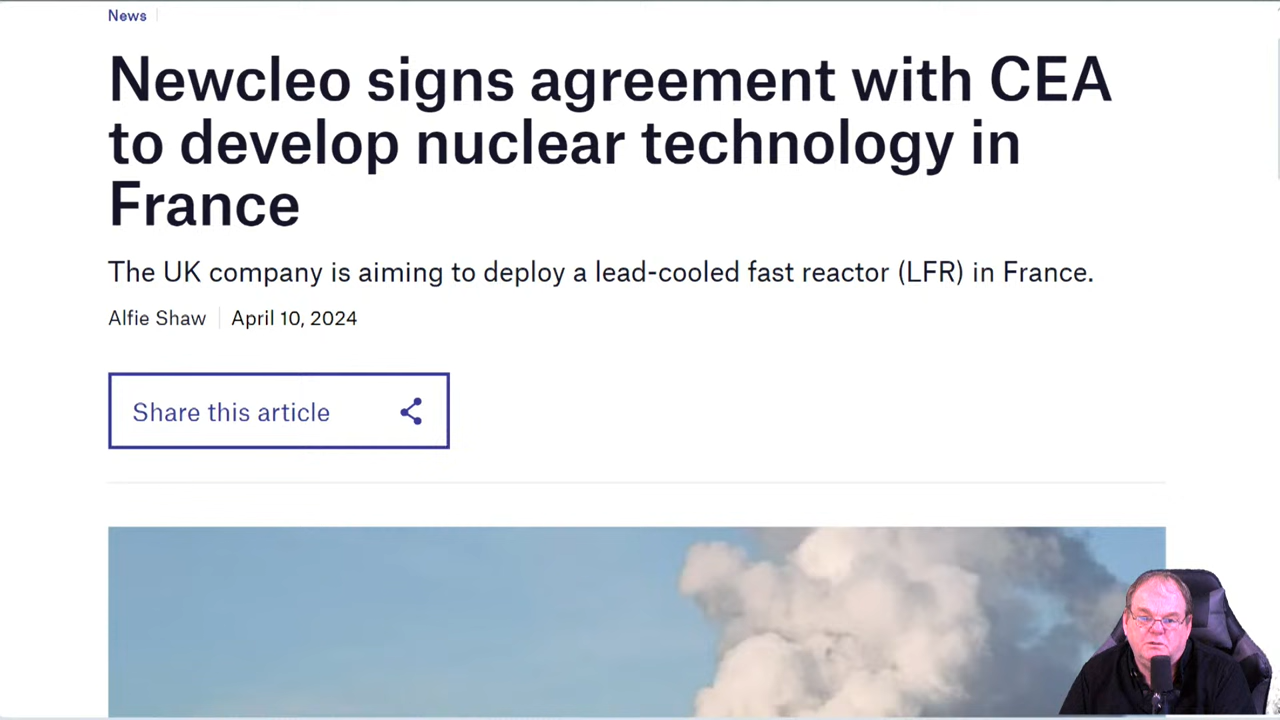 News
Newcleo signs agreement with CEA
to develop nuclear technology in
France
The UK company is aiming to deploy a lead-cooled fast reactor (LFR) in France.
Alfie Shaw
April 10, 2024
Share this article